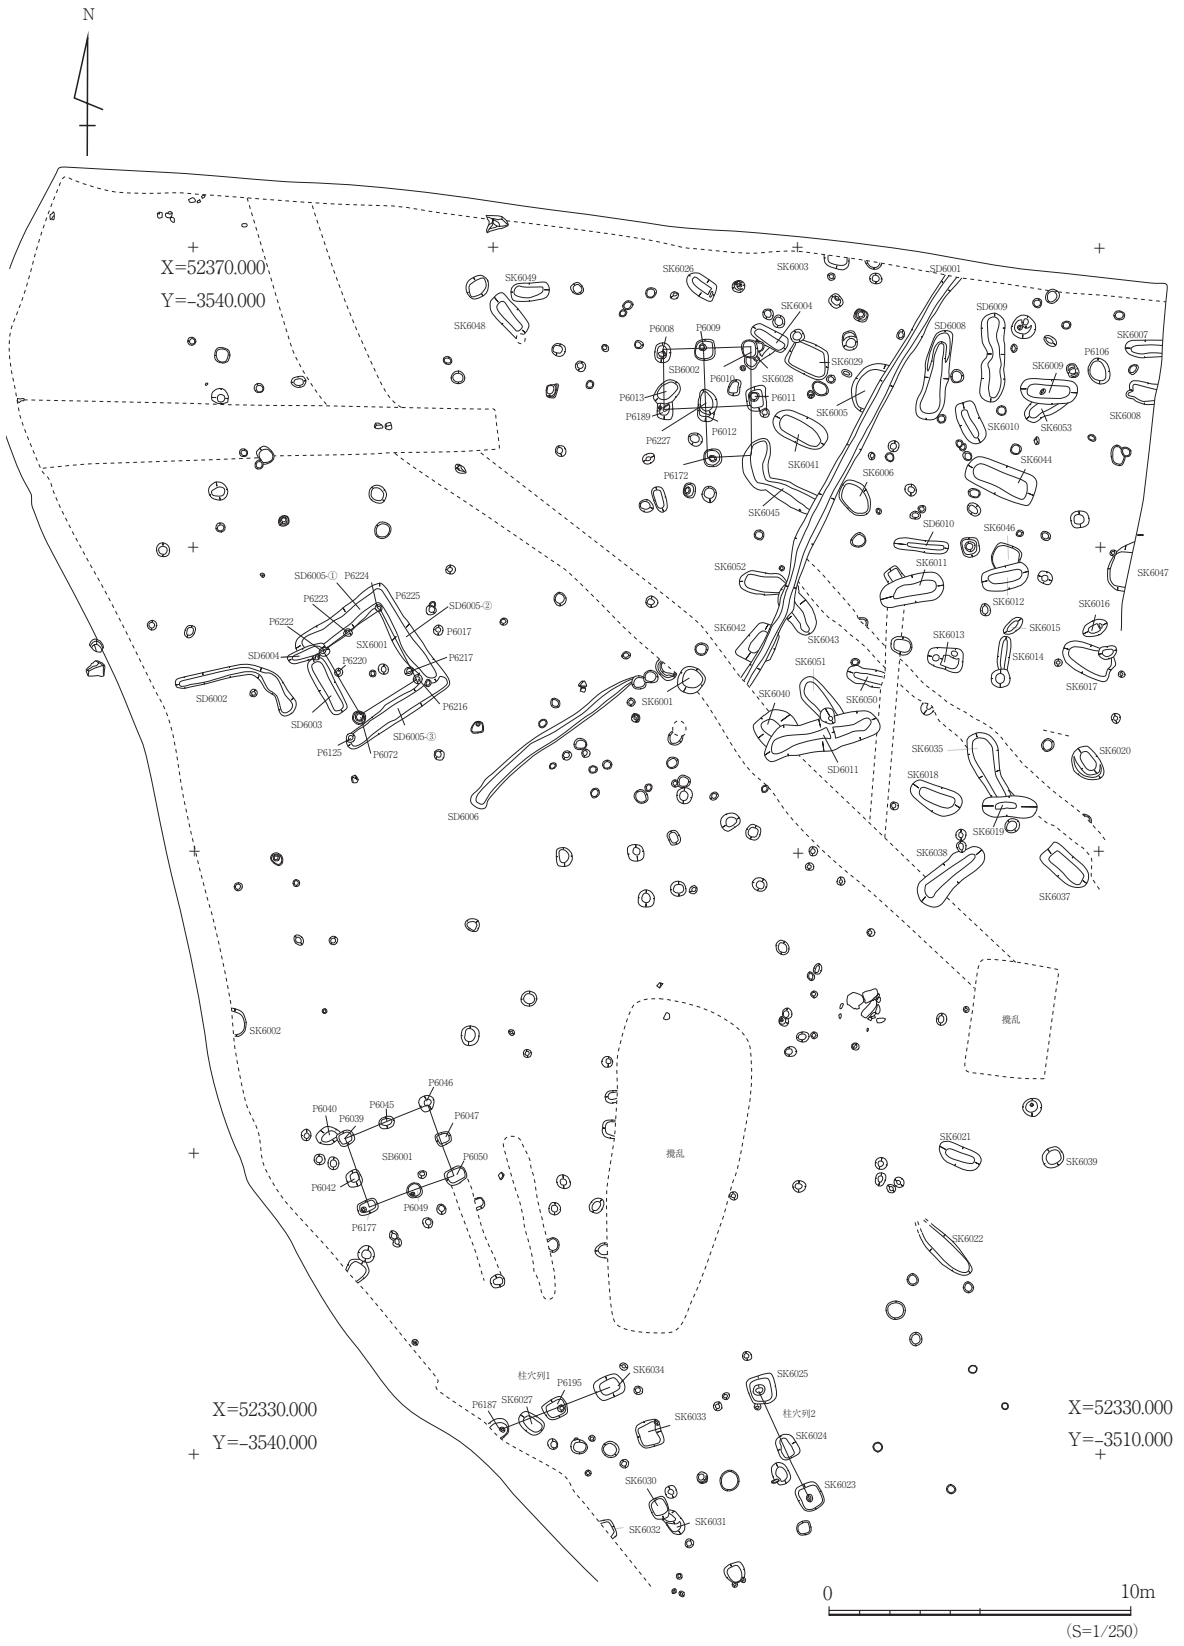 N
X=52370.000
Y=-3540.000
SK6049
SK6048
SK6026
SK6003
SD6001
SK6004
SD6009
SD6008
SK6007
P6008
P6009
P6106
SK6029
SB6002
P6010
SK6028
SK6009
P6013
P6011
P6189
SK6005
SK6010
SK6053
SK6008
P6227
P6012
SK6041
SK6044
P6172
SK6006
SK6045
SD6010
SK6046
SK6052
SK6011
SK6047
SK6012
SD6005-①
P6224
P6223
P6225
SD6005-②
P6222
SX6001
P6017
SD6004
P6220
P6217
SD6002
SD6003
P6216
P6125
P6072
SD6005-③
SD6006
SK6001
SK6042
SK6043
SK6051
SK6050
SK6040
SD6011
SK6013
SK6015
SK6016
SK6014
SK6017
SK6035
SK6020
SK6018
SK6019
SK6038
SK6037
SK6002
攪乱
P6046
P6040
P6039
P6045
P6047
SB6001
P6042
P6050
P6049
P6177
攪乱
SK6021
SK6039
SK6022
柱穴列1
SK6034
P6195
SK6027
P6187
SK6025
柱穴列2
SK6033
SK6024
SK6023
SK6030
SK6032
SK6031
X=52330.000
Y=-3540.000
X=52330.000
Y=-3510.000
0
10m
(S=1/250)